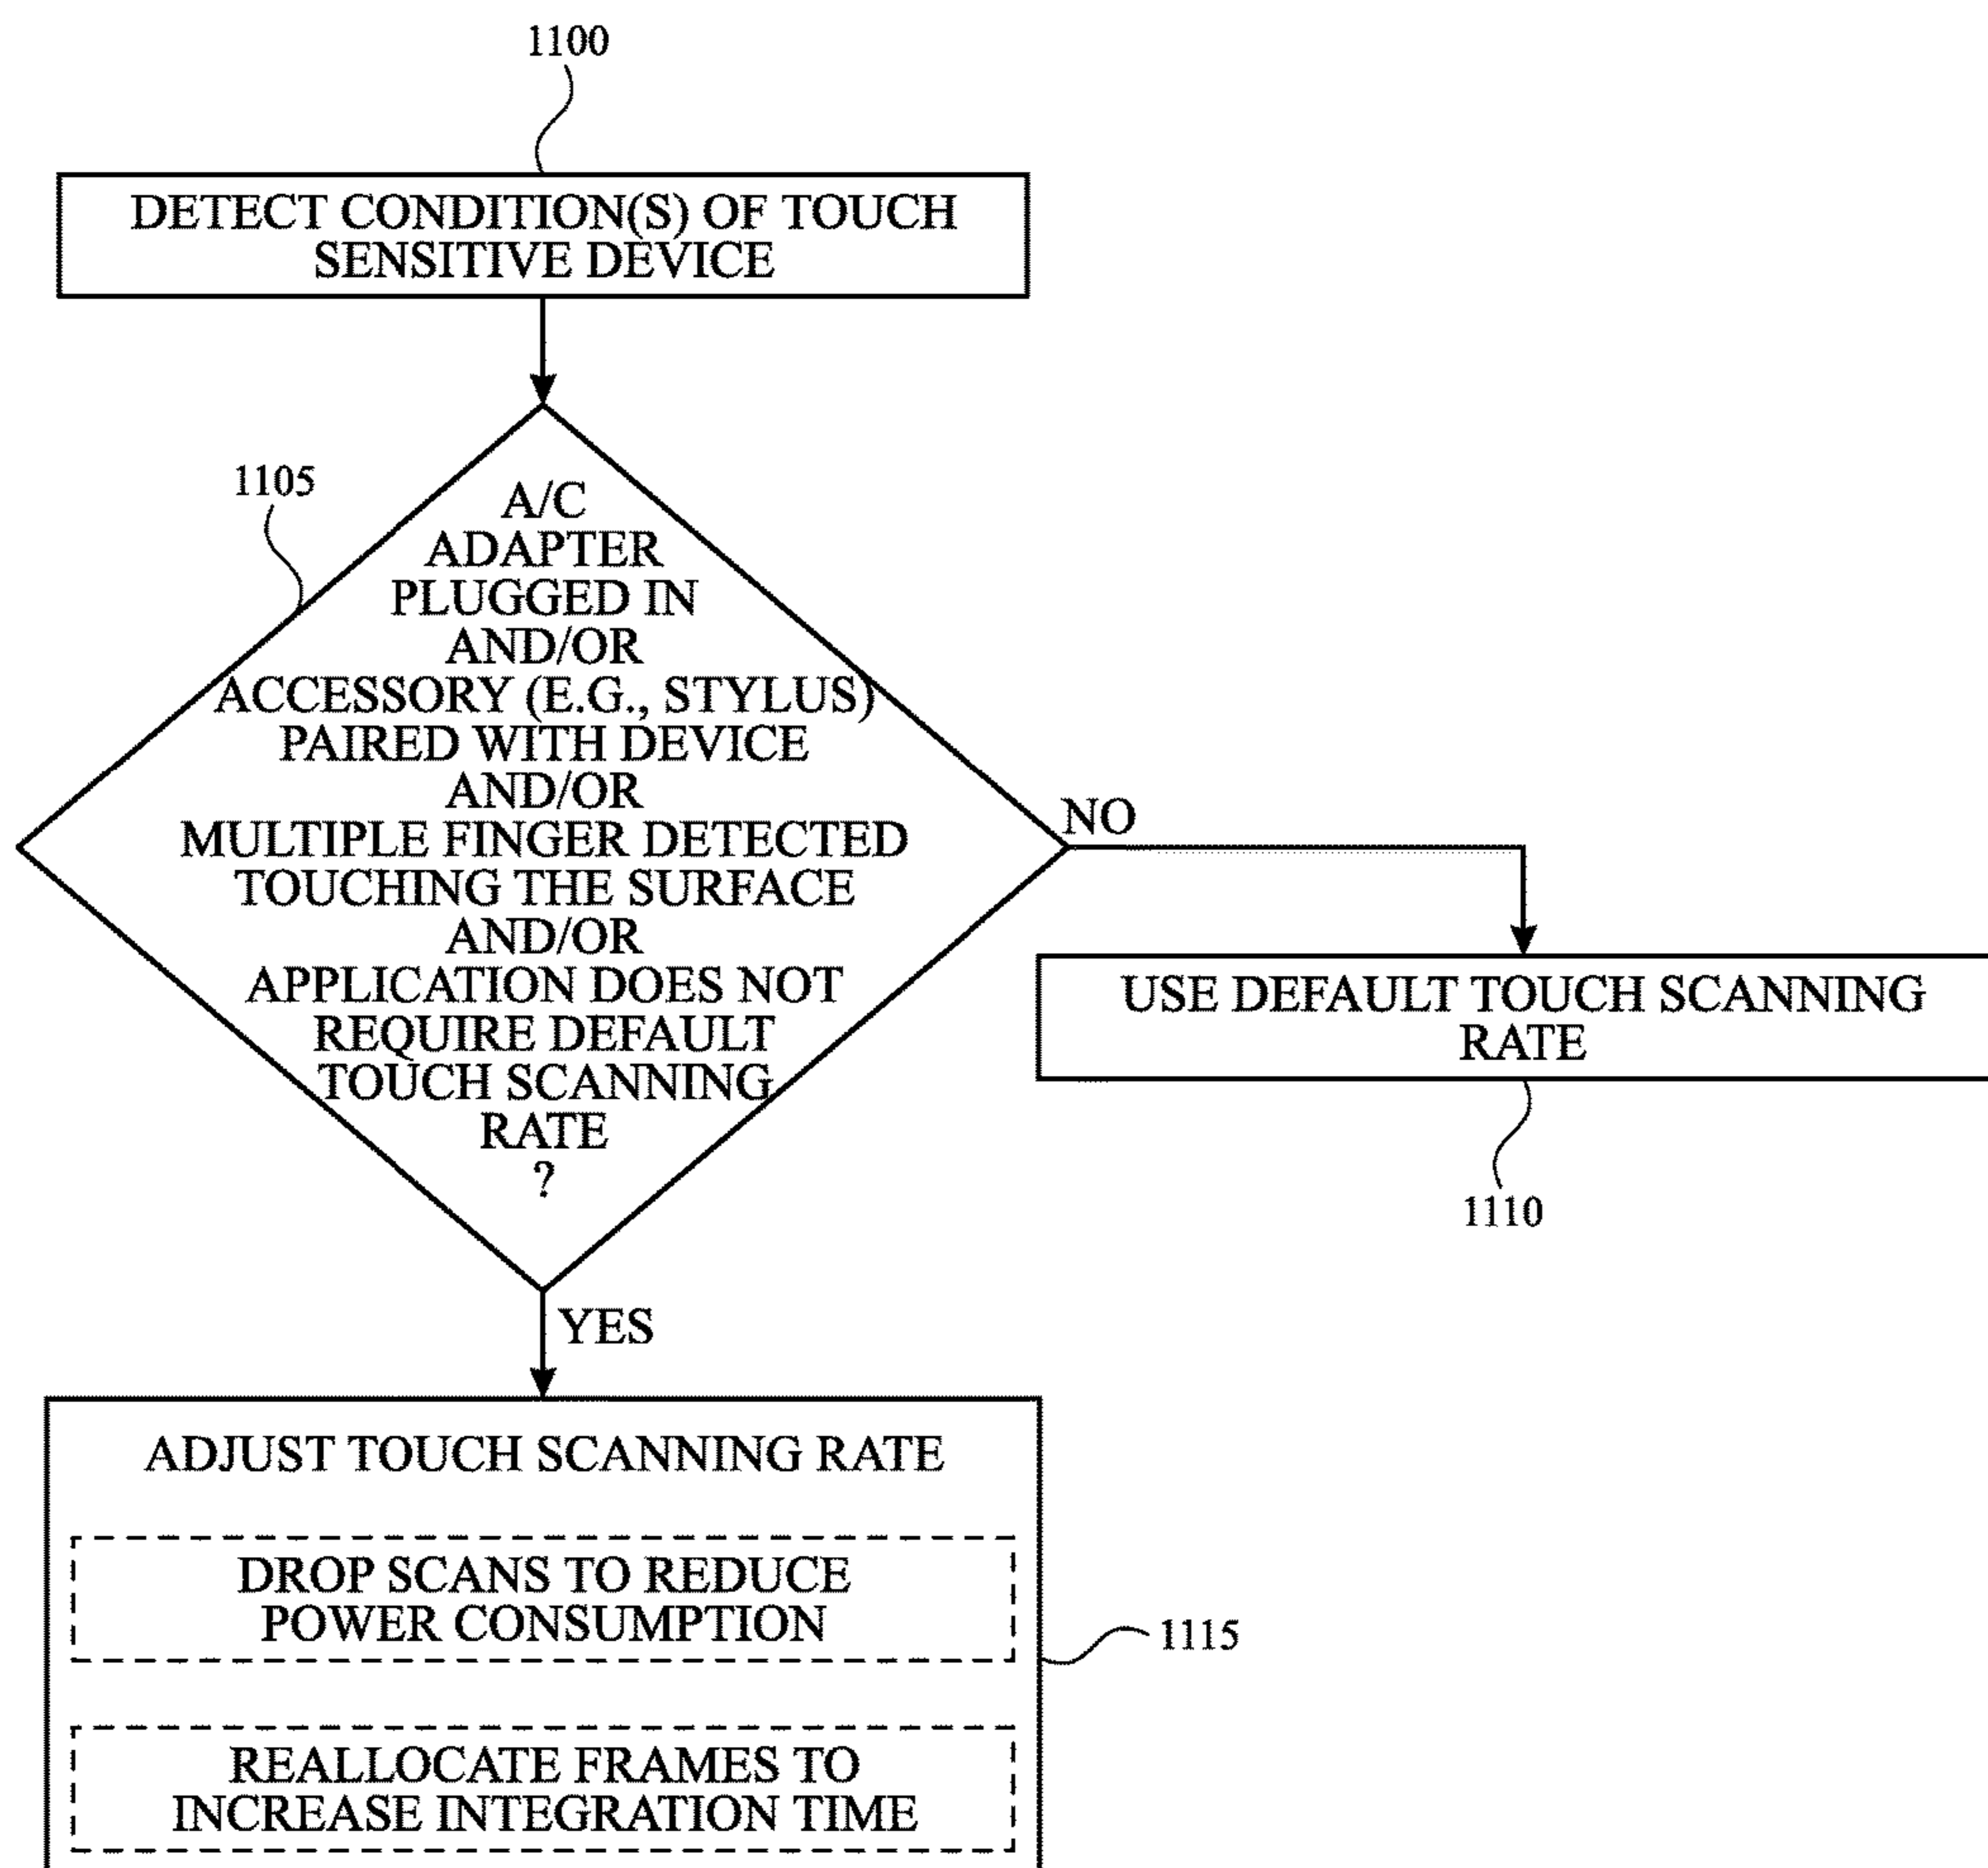 1100
DETECT CONDITION(S) OF TOUCH
SENSITIVE DEVICE
1105
A/C
ADAPTER
PLUGGED IN
AND/OR
ACCESSORY (E.G., STYLUS)
PAIRED WITH DEVICE
AND/OR
MULTIPLE FINGER DETECTED
TOUCHING THE SURFACE
AND/OR
APPLICATION DOES NOT
REQUIRE DEFAULT
TOUCH SCANNING
RATE
?
NO
USE DEFAULT TOUCH SCANNING
RATE
1110
YES
ADJUST TOUCH SCANNING RATE
DROP SCANS TO REDUCE
POWER CONSUMPTION
1115
REALLOCATE FRAMES TO
INCREASE INTEGRATION TIME